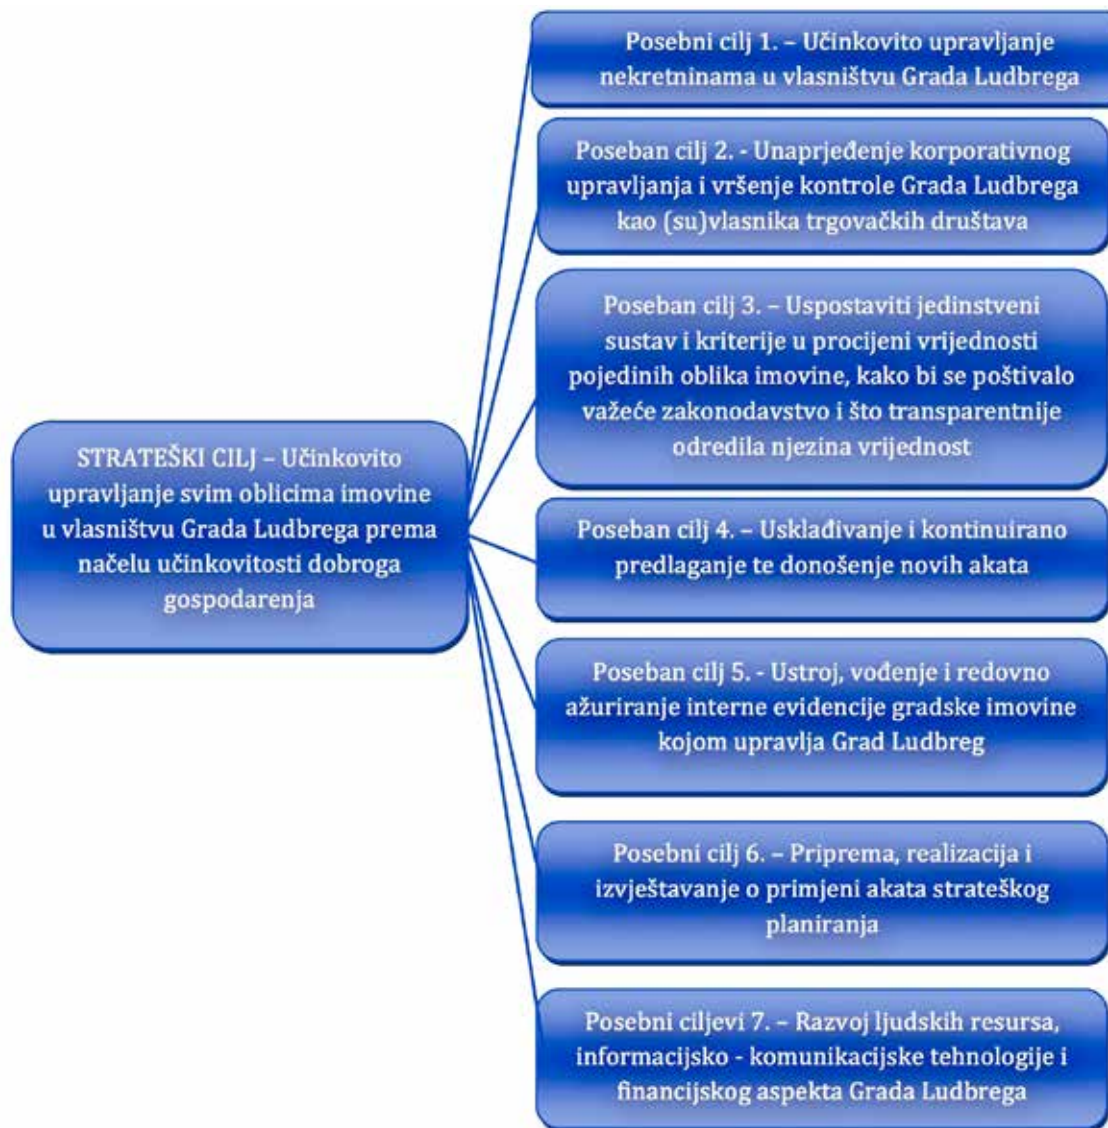 Posebni cilj 1. – Učinkovito upravljanje
nekretninama u vlasništvu Grada Ludbrega
Poseban cilj 2. - Unaprjeđenje korporativnog
upravljanja i vršenje kontrole Grada Ludbrega
kao (su)vlasnika trgovačkih društava
Poseban cilj 3. – Uspostaviti jedinstveni
sustav i kriterije u procijeni vrijednosti
pojedinih oblika imovine, kako bi se poštivalo
važeće zakonodavstvo i što transparentnije
odredila njezina vrijednost
STRATEŠKI CILJ – Učinkovito
upravljanje svim oblicima imovine
u vlasništvu Grada Ludbrega prema
načelu učinkovitosti dobroga
gospodarenja
Poseban cilj 4. – Usklađivanje i kontinuirano
predlaganje te donošenje novih akata
Poseban cilj 5. - Ustroj, vođenje i redovno
ažuriranje interne evidencije gradske imovine
kojom upravlja Grad Ludbreg
Posebni cilj 6. – Priprema, realizacija i
izvještavanje o primjeni akata strateškog
planiranja
Posebni ciljevi 7. – Razvoj ljudskih resursa,
informacijsko - komunikacijske tehnologije i
financijskog aspekta Grada Ludbrega